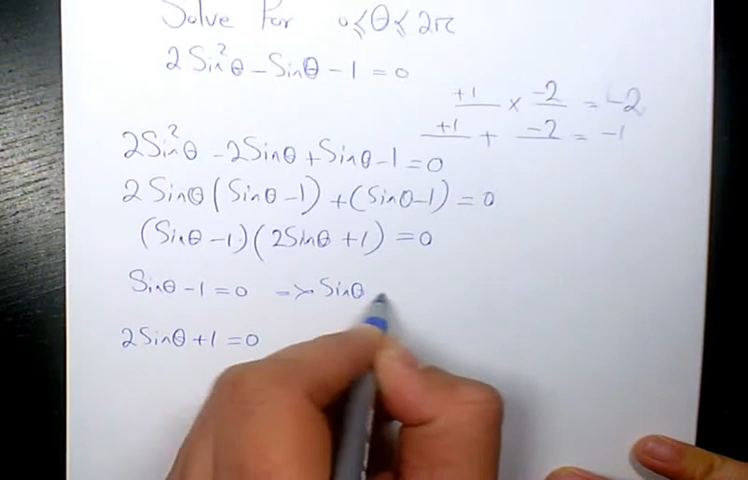 Solve For 0≤θ≤2π
2Sin²θ - Sinθ - 1 = 0
+1 × -2 = -2
+1 + -2 = -1
2Sin²θ - 2Sinθ + Sinθ - 1 = 0
2Sinθ(Sinθ - 1) + (Sinθ - 1) = 0
(Sinθ - 1)(2Sinθ + 1) = 0
Sinθ - 1 = 0 -> Sinθ
2Sinθ + 1 = 0